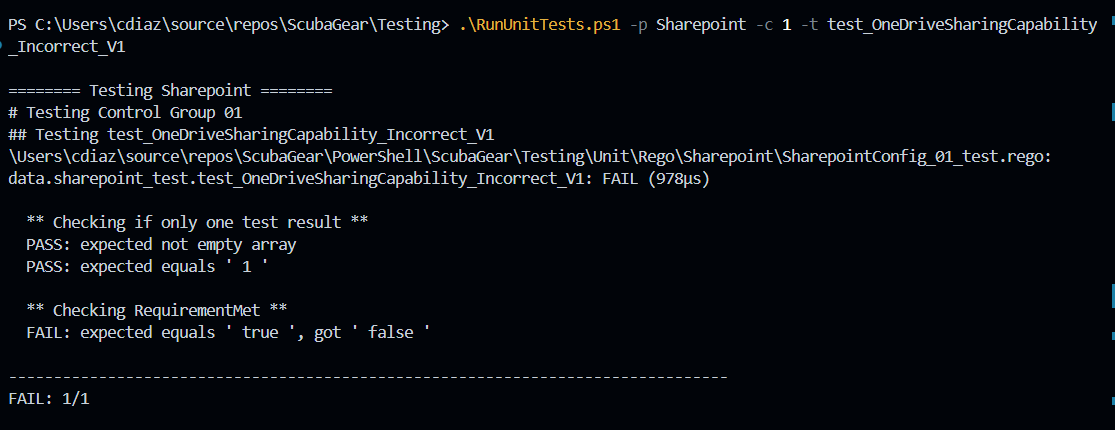 PS C:\Users\cdiaz\source\repos\ScubaGear\Testing> .\RunUnitTests.ps1 -p Sharepoint -c 1 -t test_OneDriveSharingCapability
_Incorrect_V1
======== Testing Sharepoint ========
# Testing Control Group 01
## Testing test_OneDriveSharingCapability_Incorrect_V1
\Users\cdiaz\source\repos\ScubaGear\PowerShell\ScubaGear\Testing\Unit\Rego\Sharepoint\SharepointConfig_01_test.rego:
data.sharepoint_test.test_OneDriveSharingCapability_Incorrect_V1: FAIL (978µs)
** Checking if only one test result **
PASS: expected not empty array
PASS: expected equals ' 1 '
** Checking RequirementMet **
FAIL: expected equals ' true ', got ' false '
--------------------------------------------------------------------------------
FAIL: 1/1